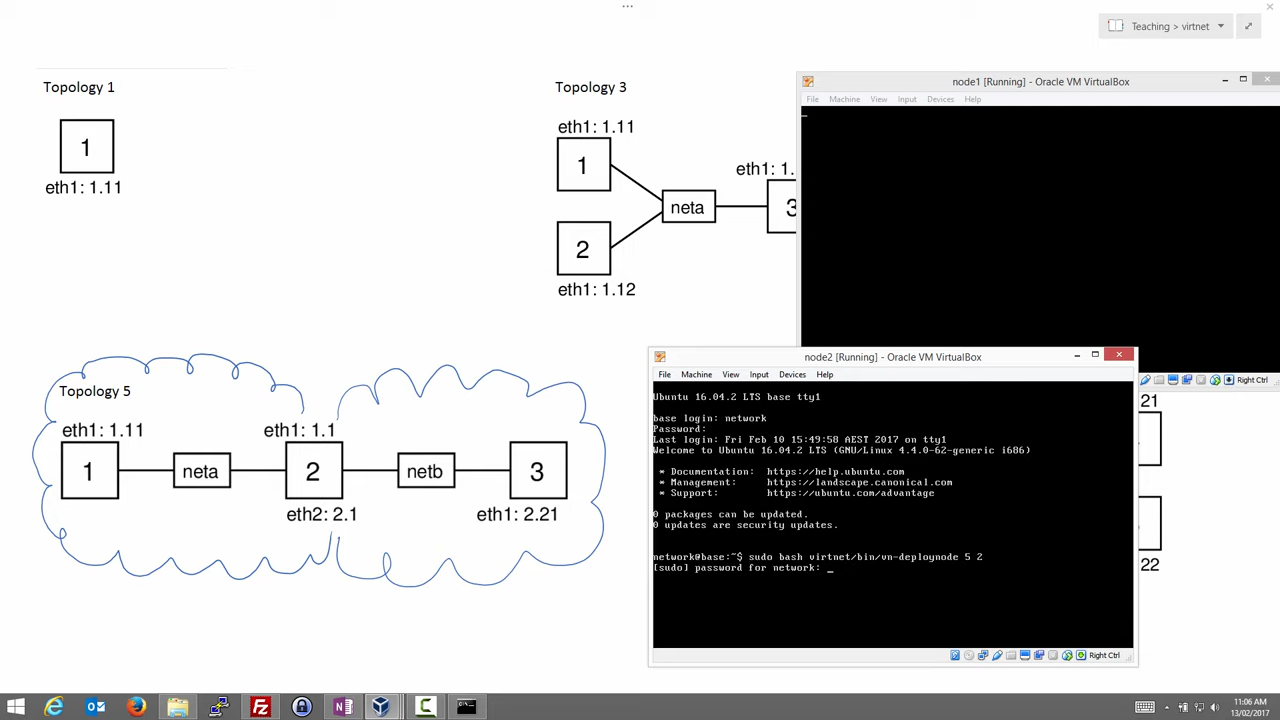 Teaching > virtnet
Topology 1
1
eth1: 1.11
Topology 3
eth1: 1.11
1
neta
eth1: 1.
3
2
eth1: 1.12
node1 [Running] - Oracle VM VirtualBox
File Machine View Input Devices Help
Right Ctrl
21
22
Topology 5
eth1: 1.11
eth1: 1.1
1
neta
2
netb
3
eth2: 2.1
eth1: 2.21
node2 [Running] - Oracle VM VirtualBox
File Machine View Input Devices Help
Ubuntu 16.04.2 LTS base tty1
base login: network
Password:
Last login: Fri Feb 10 15:49:58 AEST 2017 on tty1
Welcome to Ubuntu 16.04.2 LTS (GNU/Linux 4.4.0-62-generic i686)
* Documentation: https://help.ubuntu.com
* Management: https://landscape.canonical.com
* Support: https://ubuntu.com/advantage
0 packages can be updated.
0 updates are security updates.
network@base:~$ sudo bash virtnet/bin/vn-deploynode 5 2
[sudo] password for network: _
Right Ctrl
11:06 AM
13/02/2017